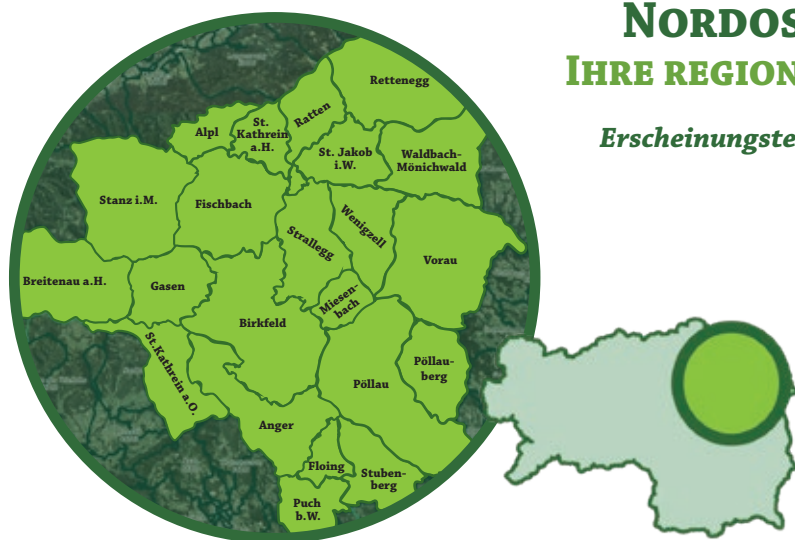 NORDOS
IHRE REGION
Erscheinungste
Rettenegg
Ratten
St.
Kathrein
a.H.
Alpl
St. Jakob
i.W.
Waldbach-
Mönichwald
Stanz i.M.
Fischbach
Strallegg
Wenigzell
Vorau
Breitenau a.H.
Gasen
Miesen-
bach
Birkfeld
St.Kathrein a.O.
Pöllau
Pöllau-
berg
Anger
Floing
Stuben-
berg
Puch
b.W.